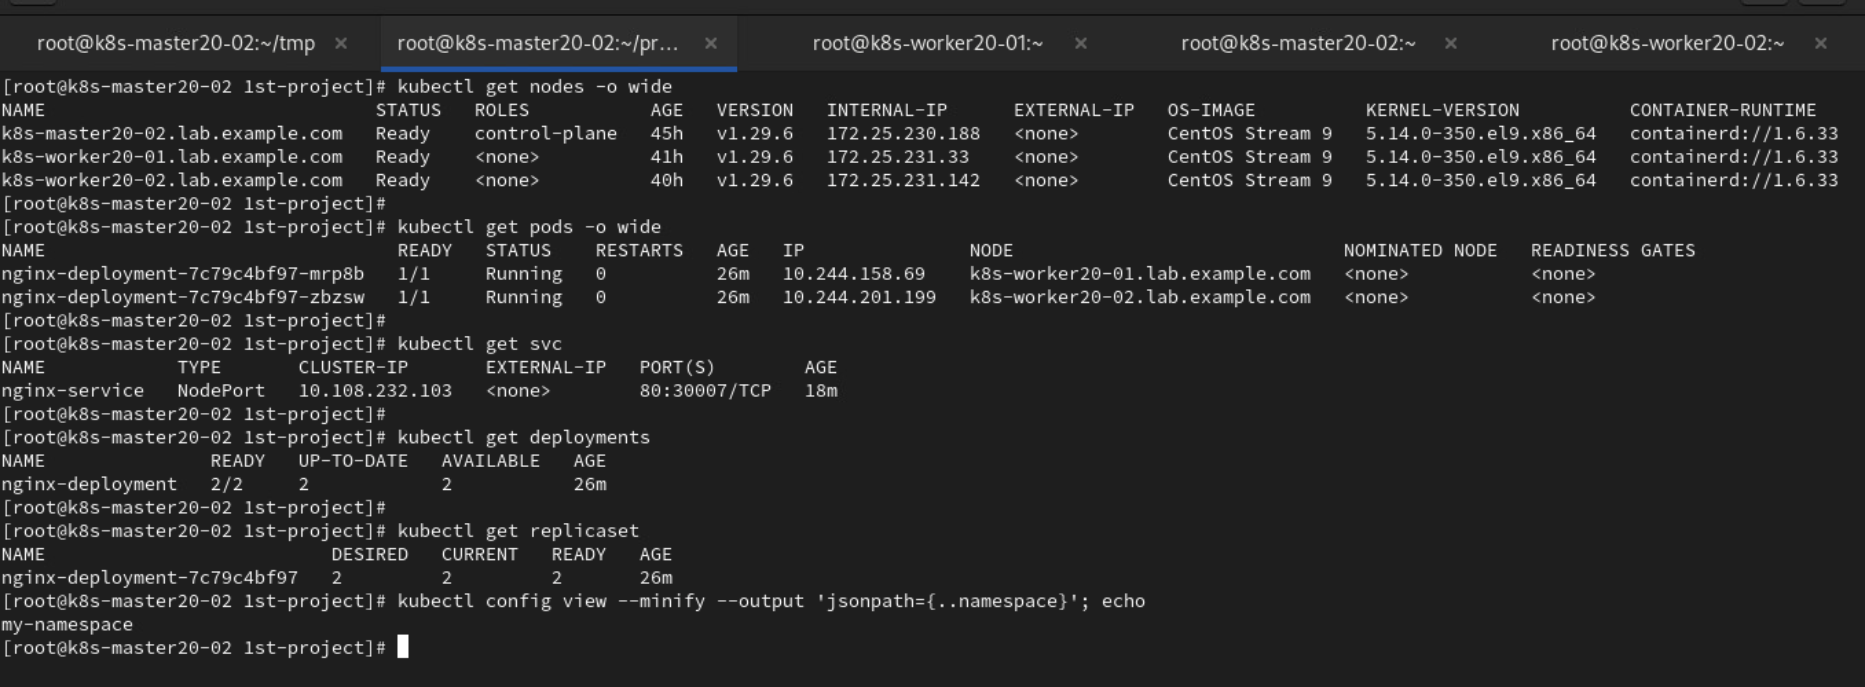 root@k8s-master20-02:~/tmp × root@k8s-master20-02:~/pr... × root@k8s-worker20-01:~ × root@k8s-master20-02:~ × root@k8s-worker20-02:~ ×
[root@k8s-master20-02 1st-project]# kubectl get nodes -o wide
NAME STATUS ROLES AGE VERSION INTERNAL-IP EXTERNAL-IP OS-IMAGE KERNEL-VERSION CONTAINER-RUNTIME
k8s-master20-02.lab.example.com Ready control-plane 45h v1.29.6 172.25.230.188 <none> CentOS Stream 9 5.14.0-350.el9.x86_64 containerd://1.6.33
k8s-worker20-01.lab.example.com Ready <none> 41h v1.29.6 172.25.231.33 <none> CentOS Stream 9 5.14.0-350.el9.x86_64 containerd://1.6.33
k8s-worker20-02.lab.example.com Ready <none> 40h v1.29.6 172.25.231.142 <none> CentOS Stream 9 5.14.0-350.el9.x86_64 containerd://1.6.33
[root@k8s-master20-02 1st-project]#
[root@k8s-master20-02 1st-project]# kubectl get pods -o wide
NAME READY STATUS RESTARTS AGE IP NODE NOMINATED NODE READINESS GATES
nginx-deployment-7c79c4bf97-mrp8b 1/1 Running 0 26m 10.244.158.69 k8s-worker20-01.lab.example.com <none> <none>
nginx-deployment-7c79c4bf97-zbzsw 1/1 Running 0 26m 10.244.201.199 k8s-worker20-02.lab.example.com <none> <none>
[root@k8s-master20-02 1st-project]#
[root@k8s-master20-02 1st-project]# kubectl get svc
NAME TYPE CLUSTER-IP EXTERNAL-IP PORT(S) AGE
nginx-service NodePort 10.108.232.103 <none> 80:30007/TCP 18m
[root@k8s-master20-02 1st-project]#
[root@k8s-master20-02 1st-project]# kubectl get deployments
NAME READY UP-TO-DATE AVAILABLE AGE
nginx-deployment 2/2 2 2 26m
[root@k8s-master20-02 1st-project]#
[root@k8s-master20-02 1st-project]# kubectl get replicaset
NAME DESIRED CURRENT READY AGE
nginx-deployment-7c79c4bf97 2 2 2 26m
[root@k8s-master20-02 1st-project]# kubectl config view --minify --output 'jsonpath={..namespace}'; echo
my-namespace
[root@k8s-master20-02 1st-project]#